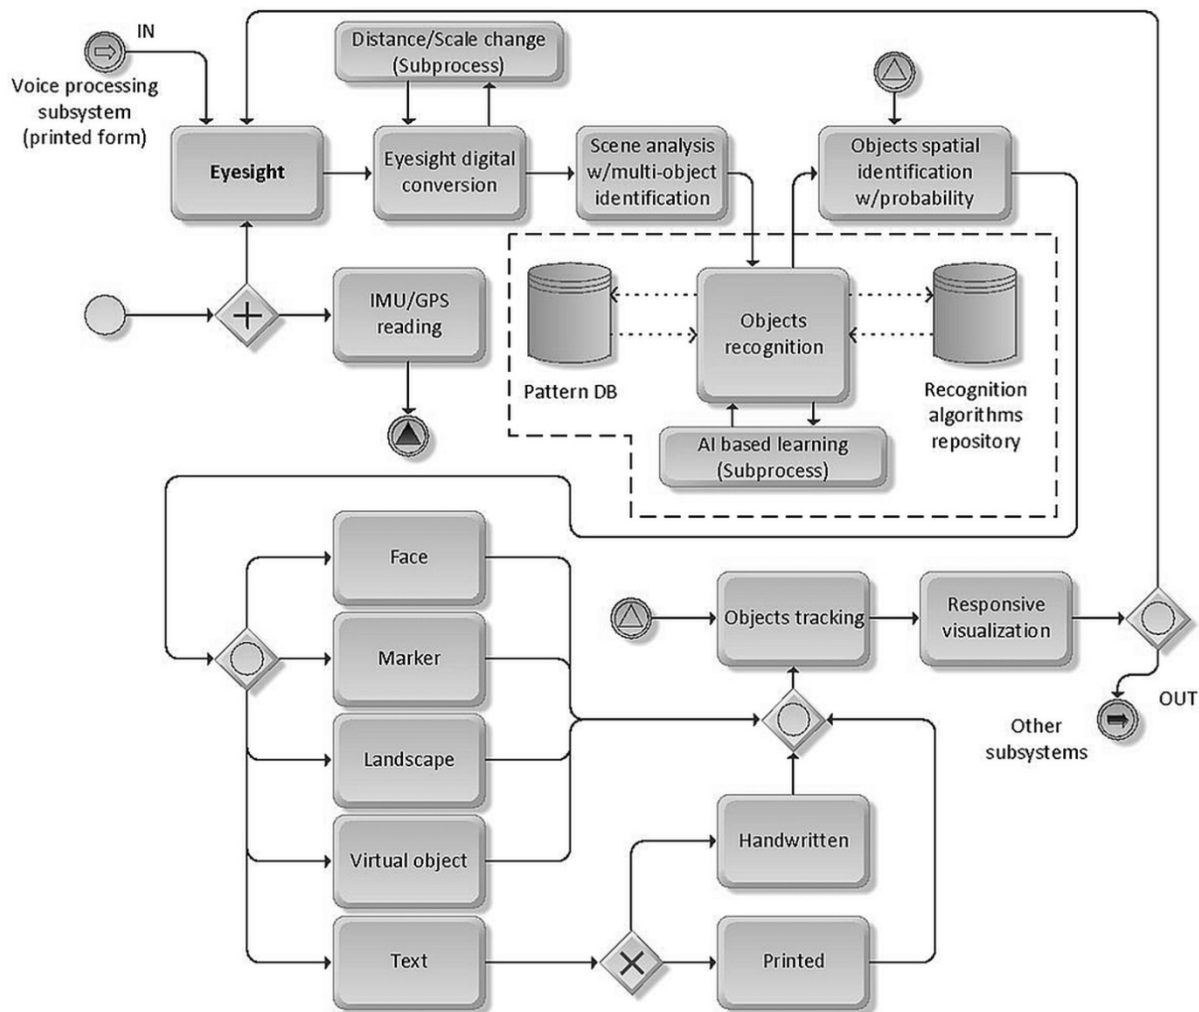 IN
Voice processing
subsystem
(printed form)
Distance/Scale change
(Subprocess)
Eyesight
Eyesight digital
conversion
Scene analysis
w/multi-object
identification
Objects spatial
identification
w/probability
IMU/GPS
reading
Pattern DB
Objects
recognition
Recognition
algorithms
repository
AI based learning
(Subprocess)
Face
Marker
Landscape
Virtual object
Text
Objects tracking
Responsive
visualization
OUT
Other
subsystems
Handwritten
Printed